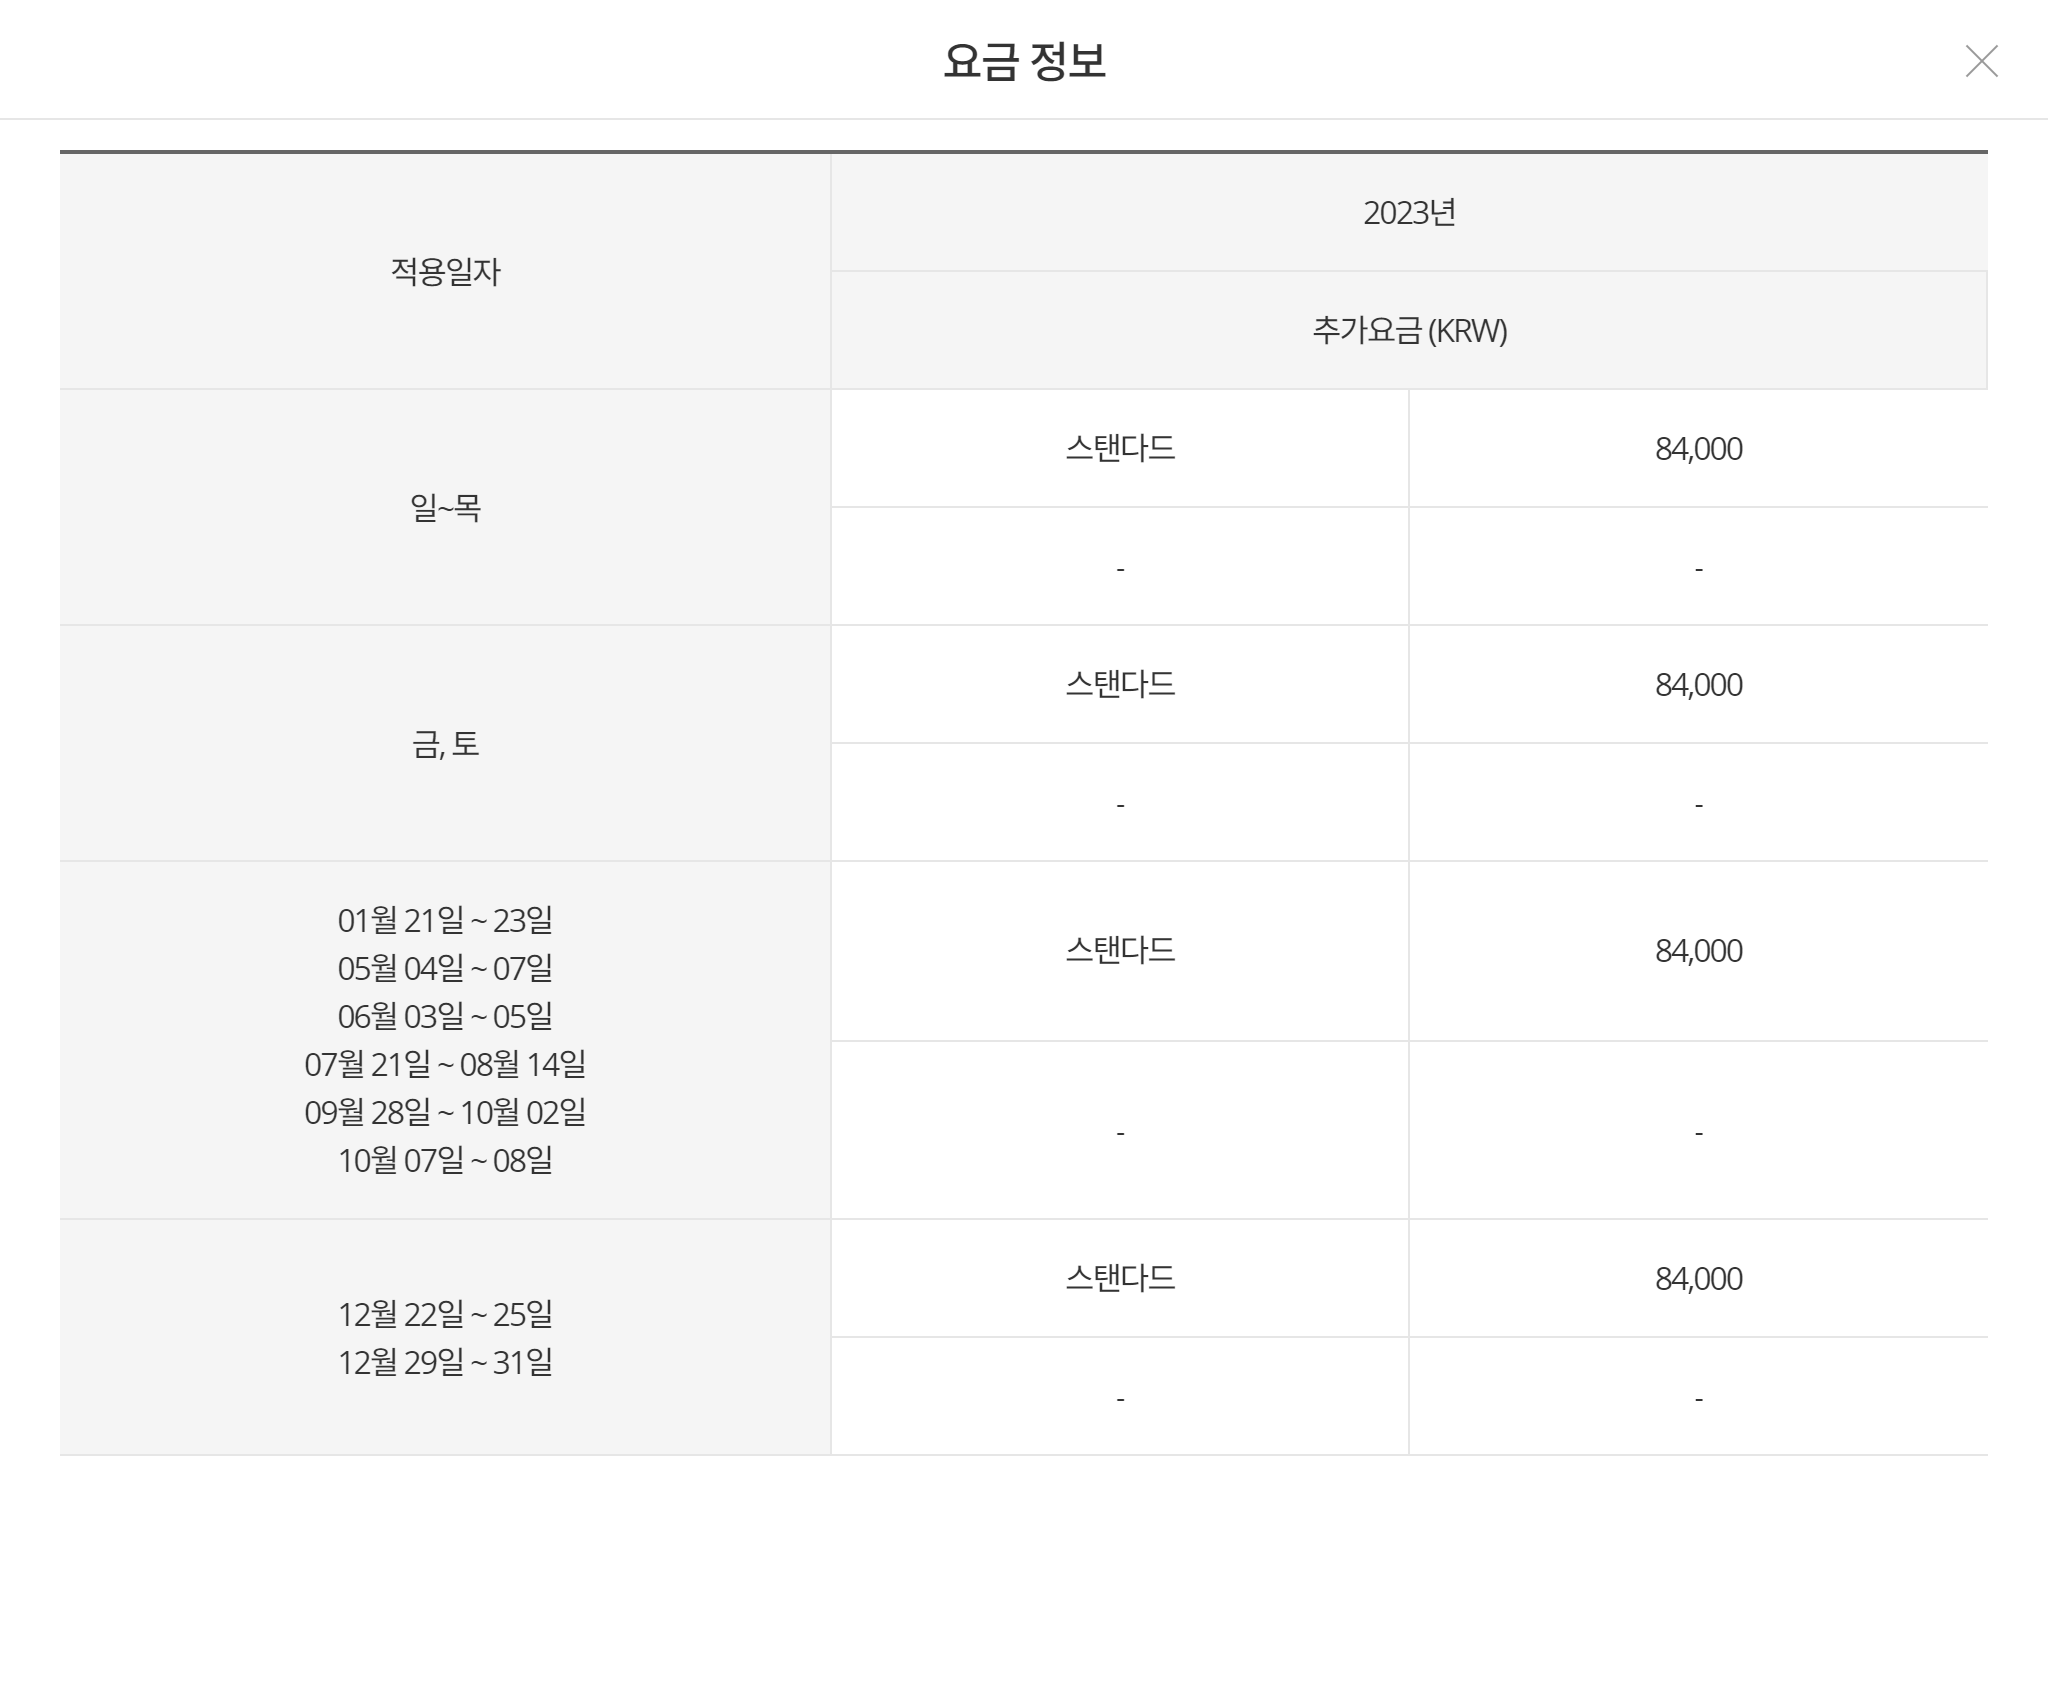 요금 정보
적용일자
2023년
추가요금 (KRW)
일~목
스탠다드
84,000
-
-
금, 토
스탠다드
84,000
-
-
01월 21일 ~ 23일
05월 04일 ~ 07일
06월 03일 ~ 05일
07월 21일 ~ 08월 14일
09월 28일 ~ 10월 02일
10월 07일 ~ 08일
스탠다드
84,000
-
-
12월 22일 ~ 25일
12월 29일 ~ 31일
스탠다드
84,000
-
-